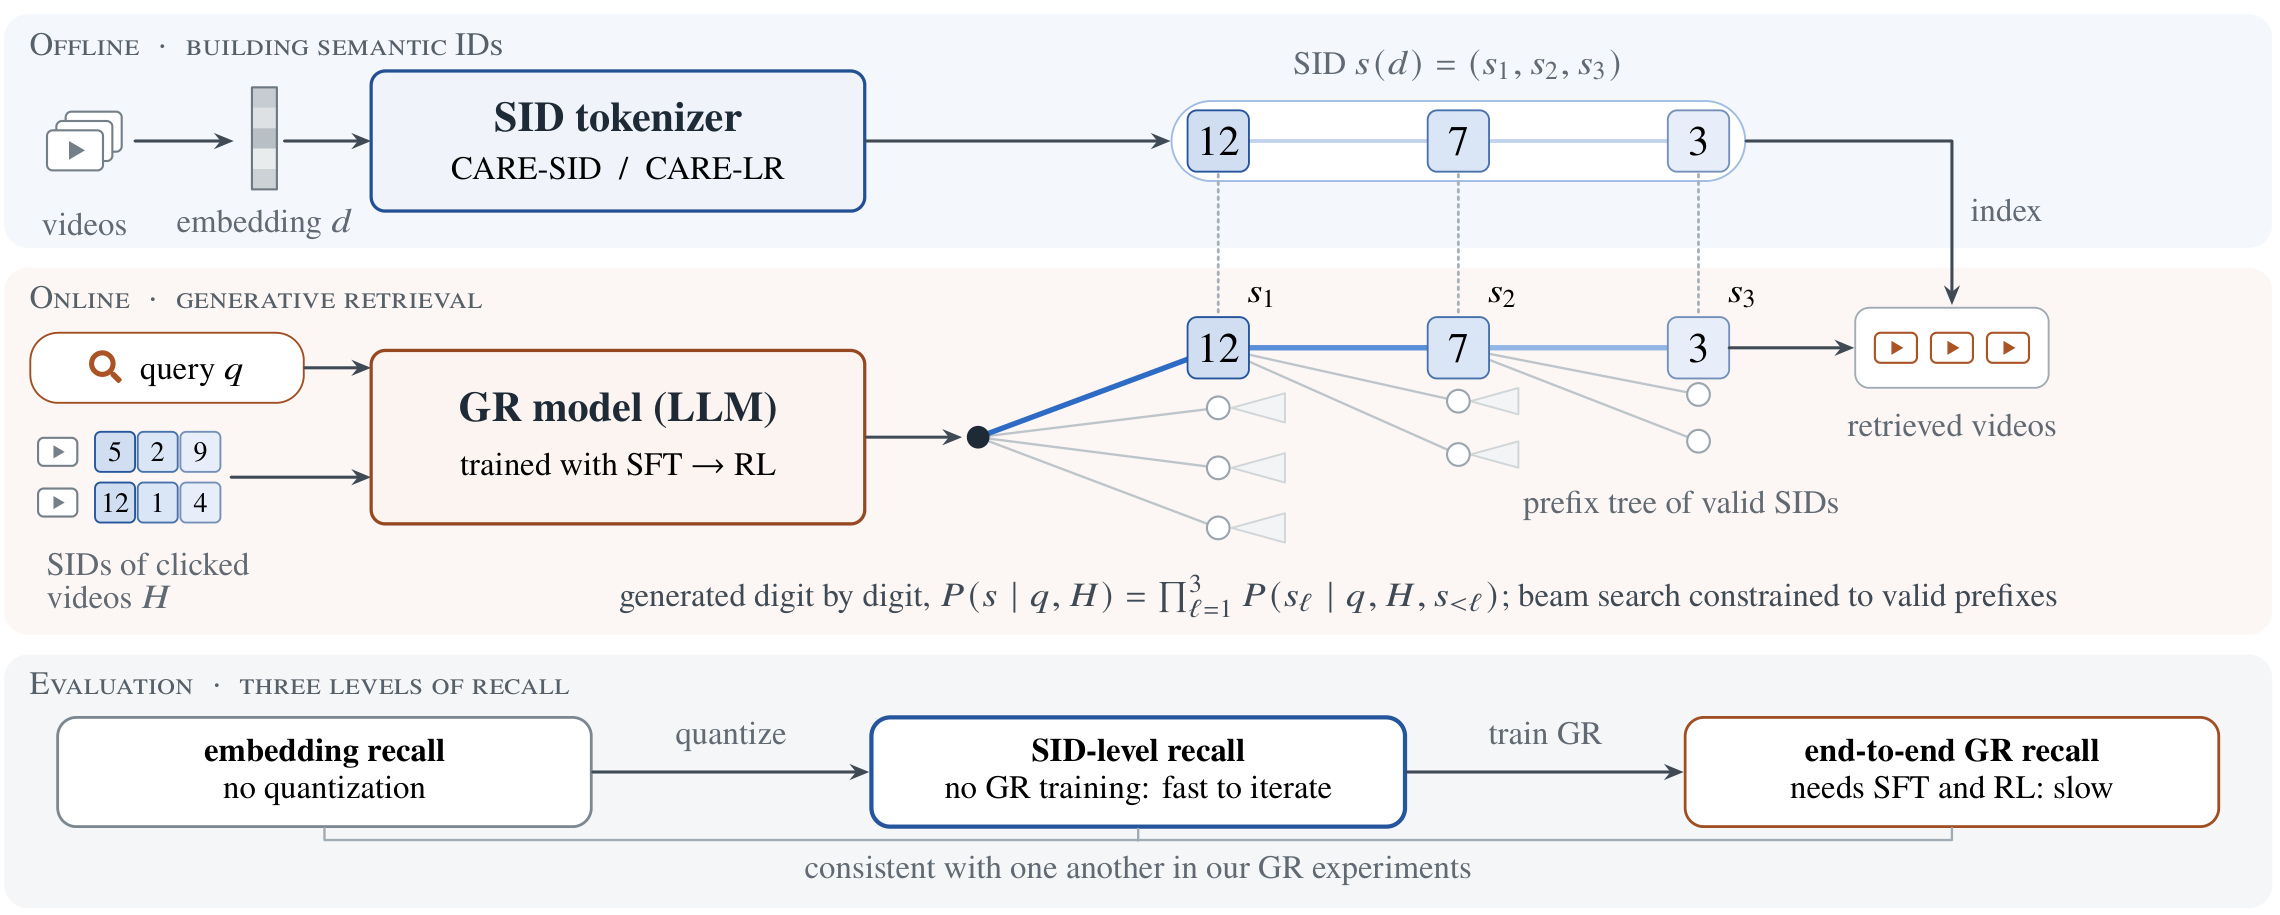 OFFLINE · BUILDING SEMANTIC IDs
SID s(d) = (s₁, s₂, s₃)
SID tokenizer
CARE-SID / CARE-LR
12 7 3
videos
embedding d
index
ONLINE · GENERATIVE RETRIEVAL
s₁ s₂ s₃
query q
12 7 3
GR model (LLM)
trained with SFT → RL
5 2 9
12 1 4
retrieved videos
prefix tree of valid SIDs
SIDs of clicked
videos H
generated digit by digit, P(s | q, H) = ∏³ℓ₌₁ P(sℓ | q, H, s<ℓ); beam search constrained to valid prefixes
EVALUATION · THREE LEVELS OF RECALL
embedding recall
no quantization
quantize
SID-level recall
no GR training: fast to iterate
train GR
end-to-end GR recall
needs SFT and RL: slow
consistent with one another in our GR experiments